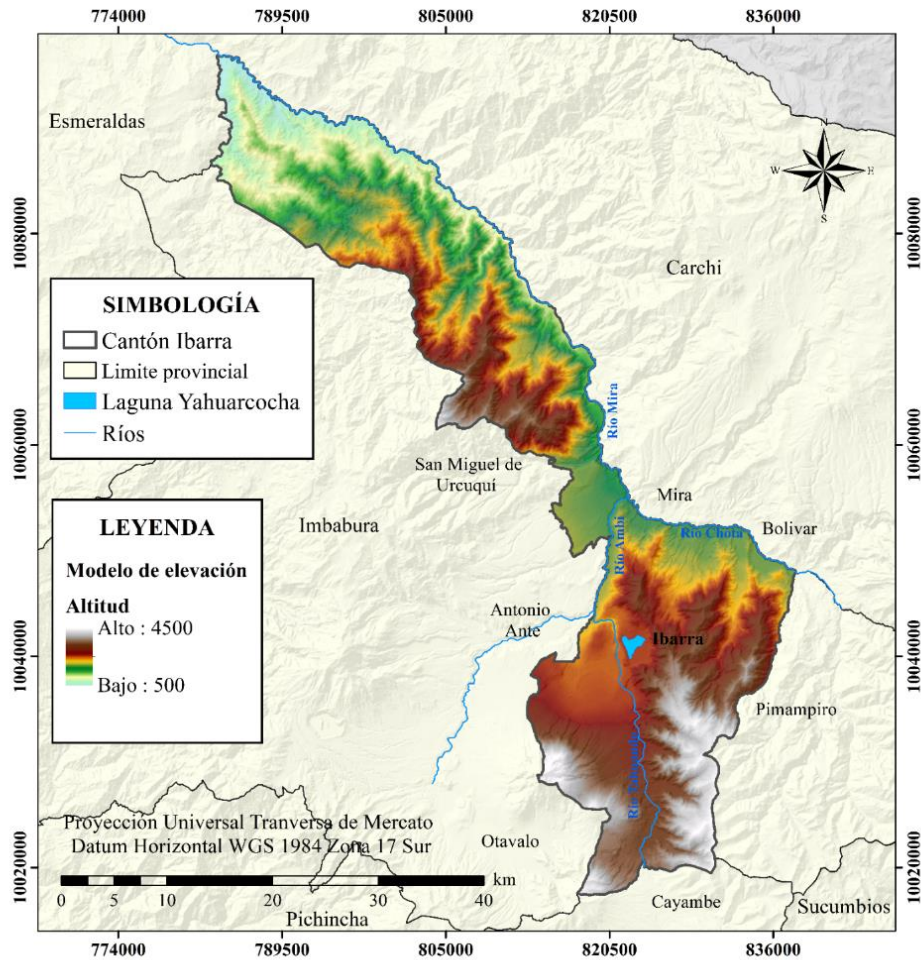 774000 789500 805000 820500 836000
Esmeraldas
N
W E
S
10080000 10080000
Carchi
SIMBOLOGÍA
Cantón Ibarra
Limite provincial
Laguna Yahuarcocha
Ríos
Río Mira
10060000 10060000
San Miguel de
Urcuquí
Mira
LEYENDA
Imbabura
Bolivar
Río Chota
Río Ambi
Modelo de elevación
Altitud
Alto : 4500
Antonio
Ante
Ibarra
10040000 10040000
Bajo : 500
Pimampiro
Río
Proyección Universal Tranversa de Mercato
Datum Horizontal WGS 1984 Zona 17 Sur
Otavalo
10020000 10020000
km
0 5 10 20 30 40
Cayambe
Sucumbios
Pichincha
774000 789500 805000 820500 836000